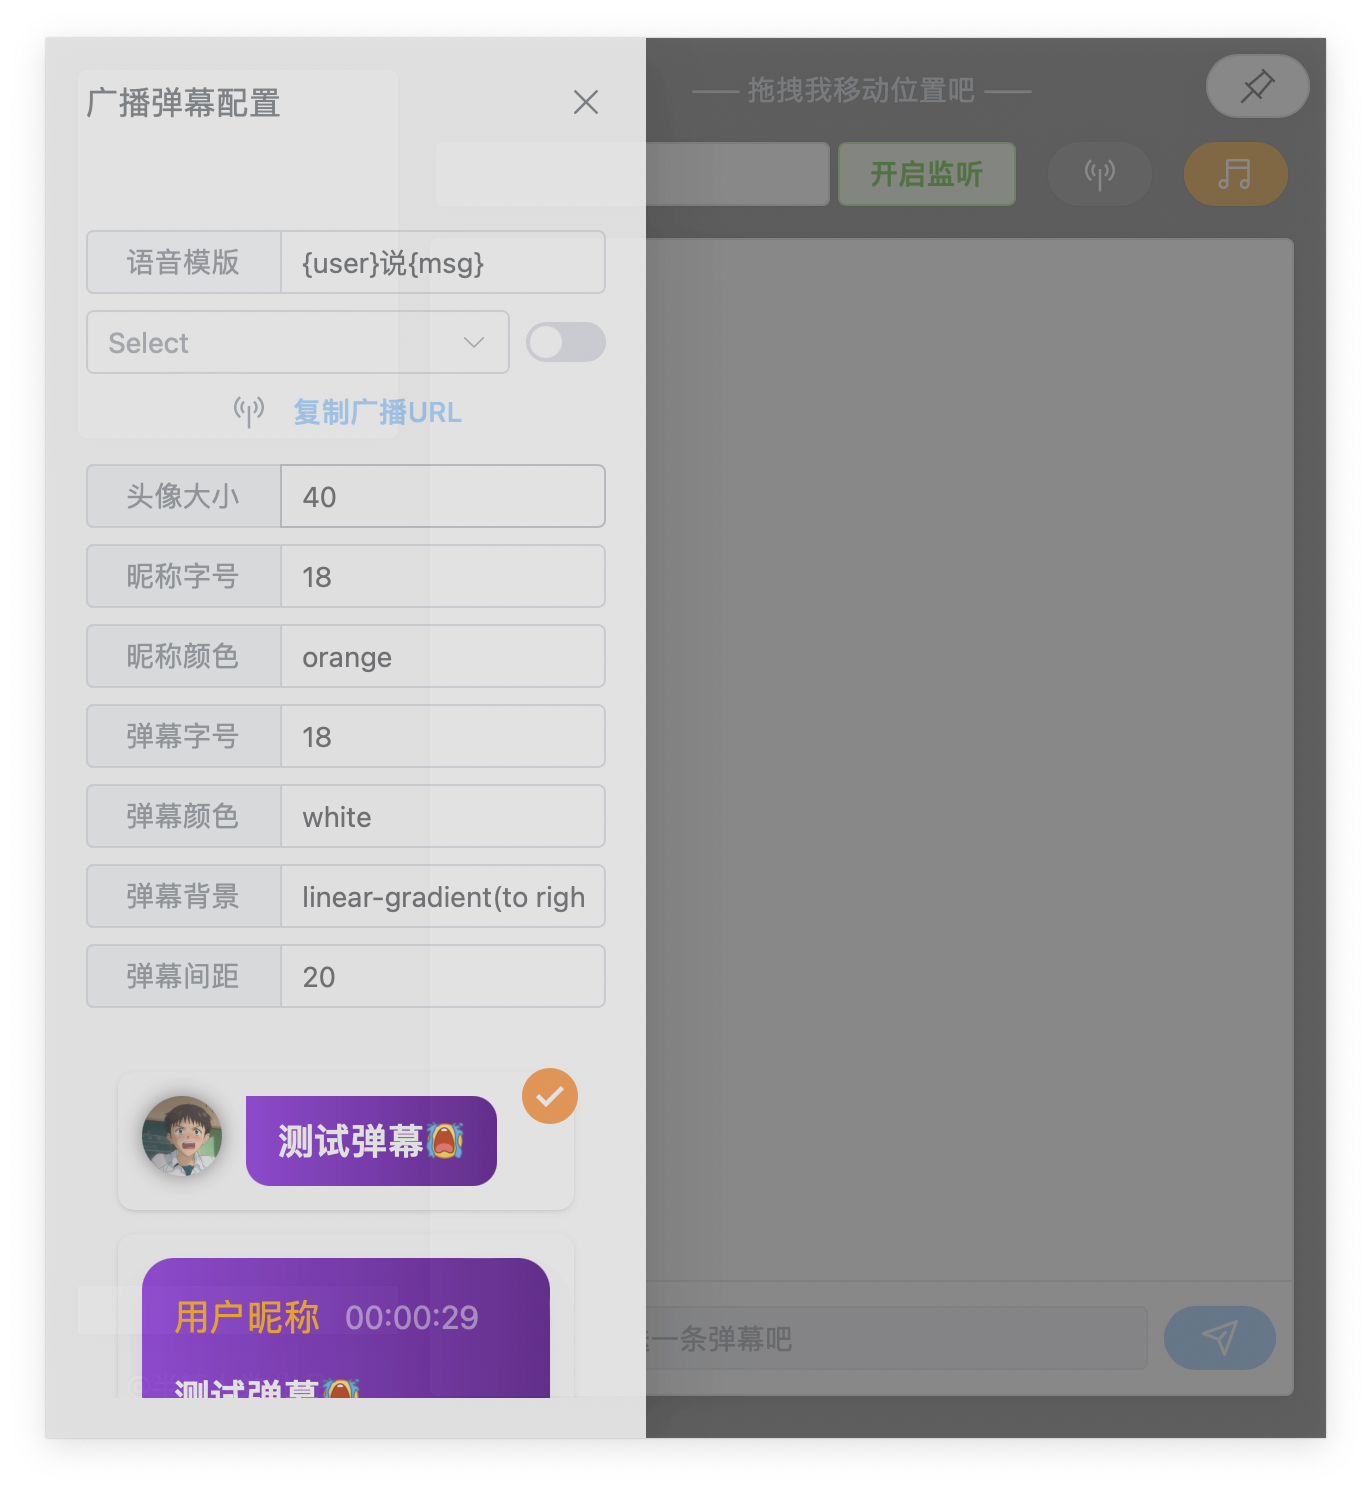 广播弹幕配置
—— 拖拽我移动位置吧 ——
开启监听
语音模版 {user}说{msg}
Select
复制广播URL
头像大小 40
昵称字号 18
昵称颜色 orange
弹幕字号 18
弹幕颜色 white
弹幕背景 linear-gradient(to righ
弹幕间距 20
测试弹幕
用户昵称 00:00:29
一条弹幕吧
测试弹幕